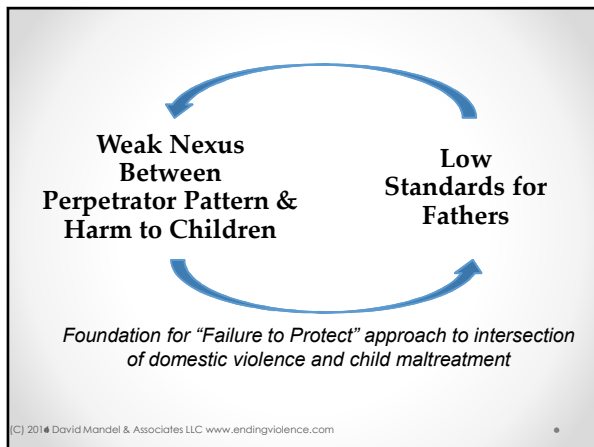 Weak Nexus
Between
Perpetrator Pattern &
Harm to Children
Low
Standards for
Fathers
Foundation for “Failure to Protect” approach to intersection
of domestic violence and child maltreatment
(C) David Mandel & Associates LLC www.endingviolence.com